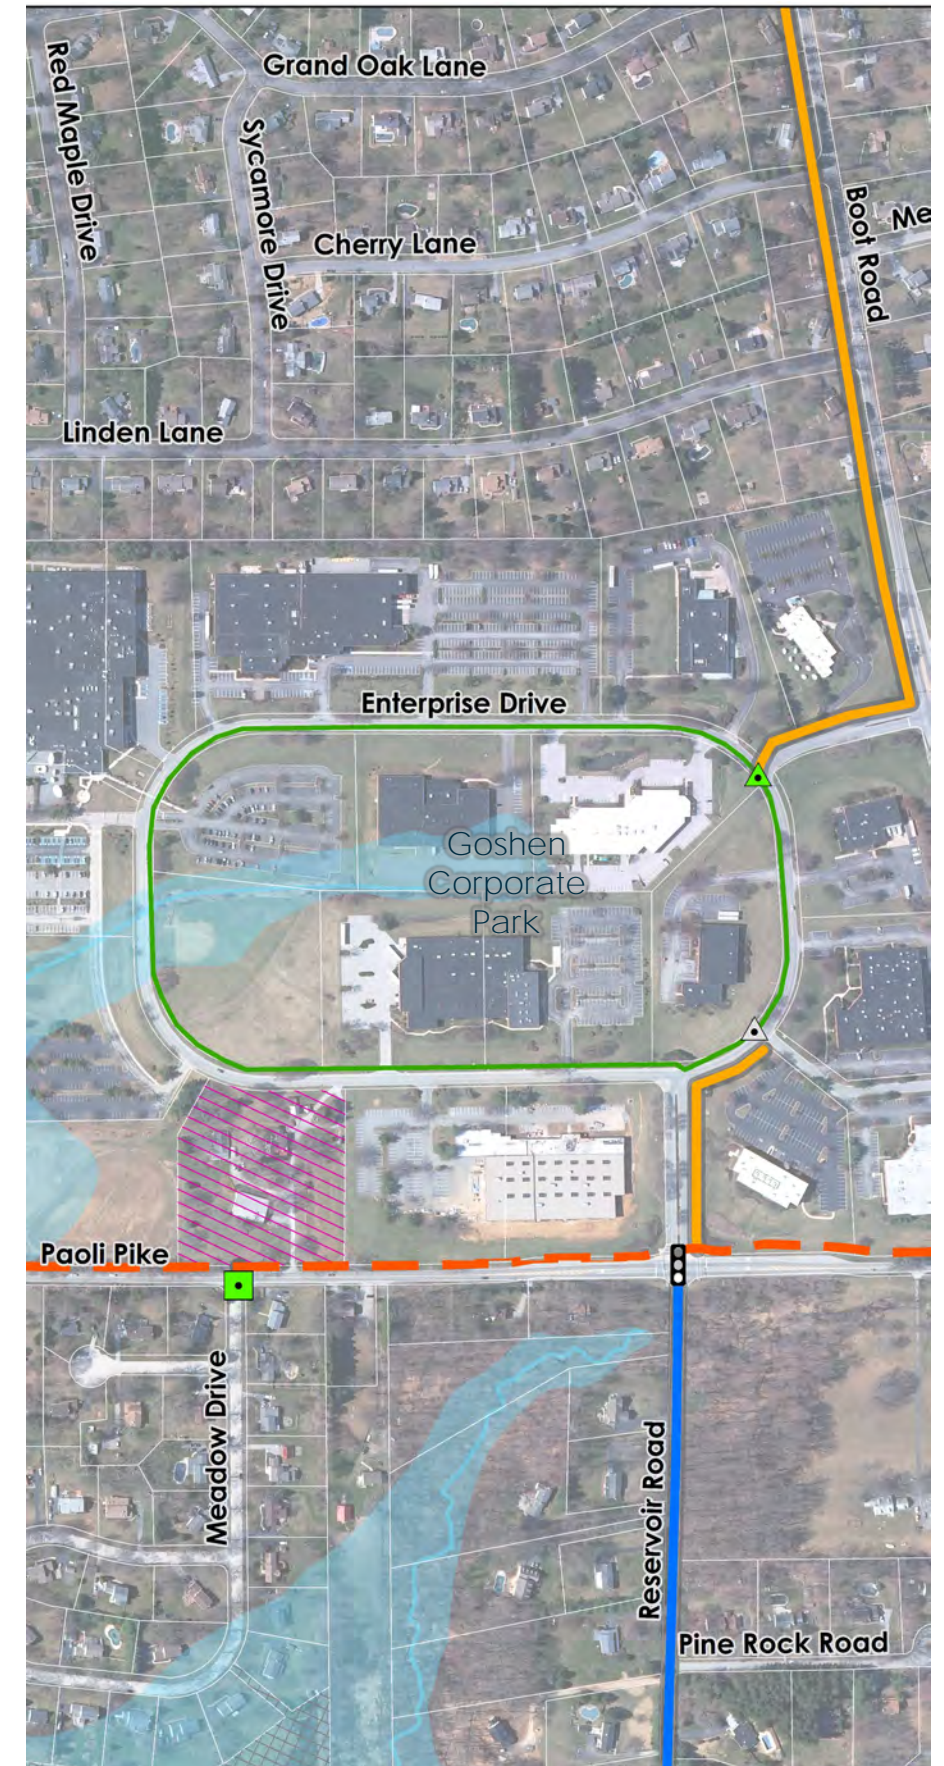 Grand Oak Lane
Red Maple Drive
Sycamore Drive
Cherry Lane
Boot Road
Me
Linden Lane
Enterprise Drive
Goshen
Corporate
Park
Paoli Pike
Meadow Drive
Reservoir Road
Pine Rock Road